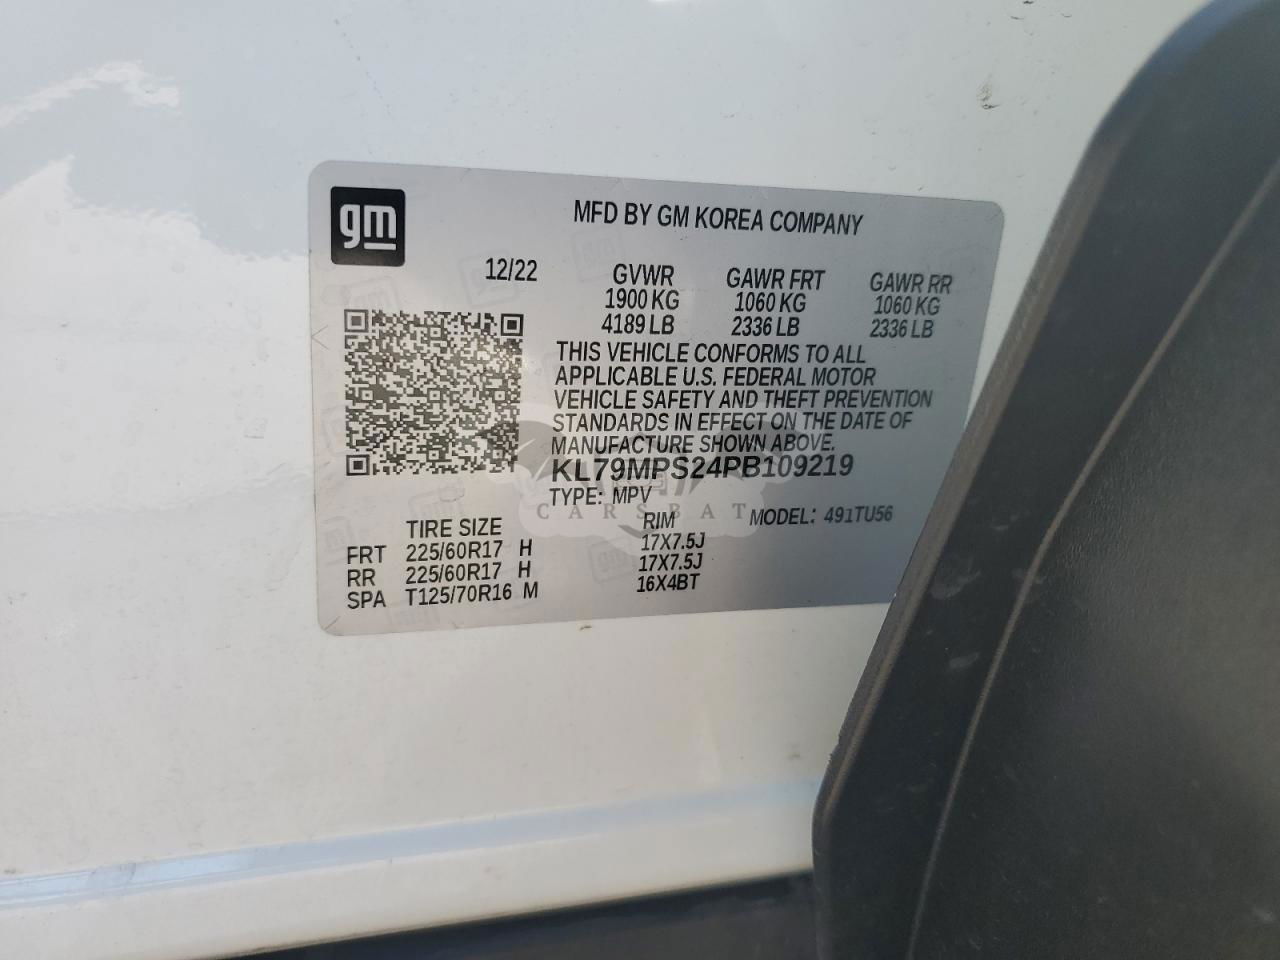 gm
MFD BY GM KOREA COMPANY
12/22
GVWR GAWR FRT GAWR RR
1900 KG 1060 KG 1060 KG
4189 LB 2336 LB 2336 LB
THIS VEHICLE CONFORMS TO ALL
APPLICABLE U.S. FEDERAL MOTOR
VEHICLE SAFETY AND THEFT PREVENTION
STANDARDS IN EFFECT ON THE DATE OF
MANUFACTURE SHOWN ABOVE.
KL79MPS24PB109219
TYPE: MPV MODEL: 491TU56
CARSBAT
TIRE SIZE RIM
FRT 225/60R17 H 17X7.5J
RR 225/60R17 H 17X7.5J
SPA T125/70R16 M 16X4BT